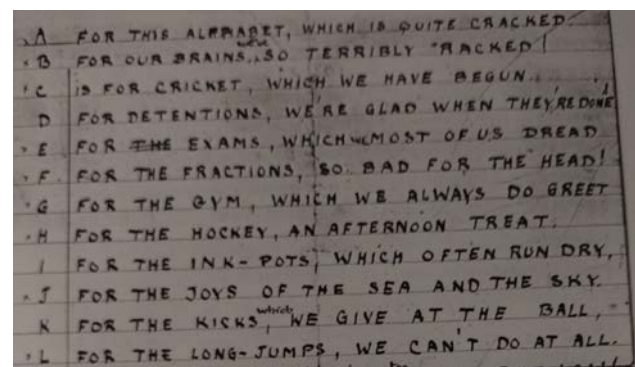 A FOR THIS ALPHABET, WHICH IS QUITE CRACKED.
B FOR OUR BRAINS, we've SO TERRIBLY RACKED!
C IS FOR CRICKET, WHICH WE HAVE BEGUN.
D FOR DETENTIONS, WE'RE GLAD WHEN THEY'RE DONE
E FOR THE EXAMS, WHICH MOST OF US DREAD
F. FOR THE FRACTIONS, SO BAD FOR THE HEAD!
G FOR THE GYM, WHICH WE ALWAYS DO GREET
H FOR THE HOCKEY, AN AFTERNOON TREAT.
I FOR THE INK-POTS, WHICH OFTEN RUN DRY,
J FOR THE JOYS OF THE SEA AND THE SKY.
K FOR THE KICKS, which WE GIVE AT THE BALL,
L FOR THE LONG-JUMPS, WE CAN'T DO AT ALL.